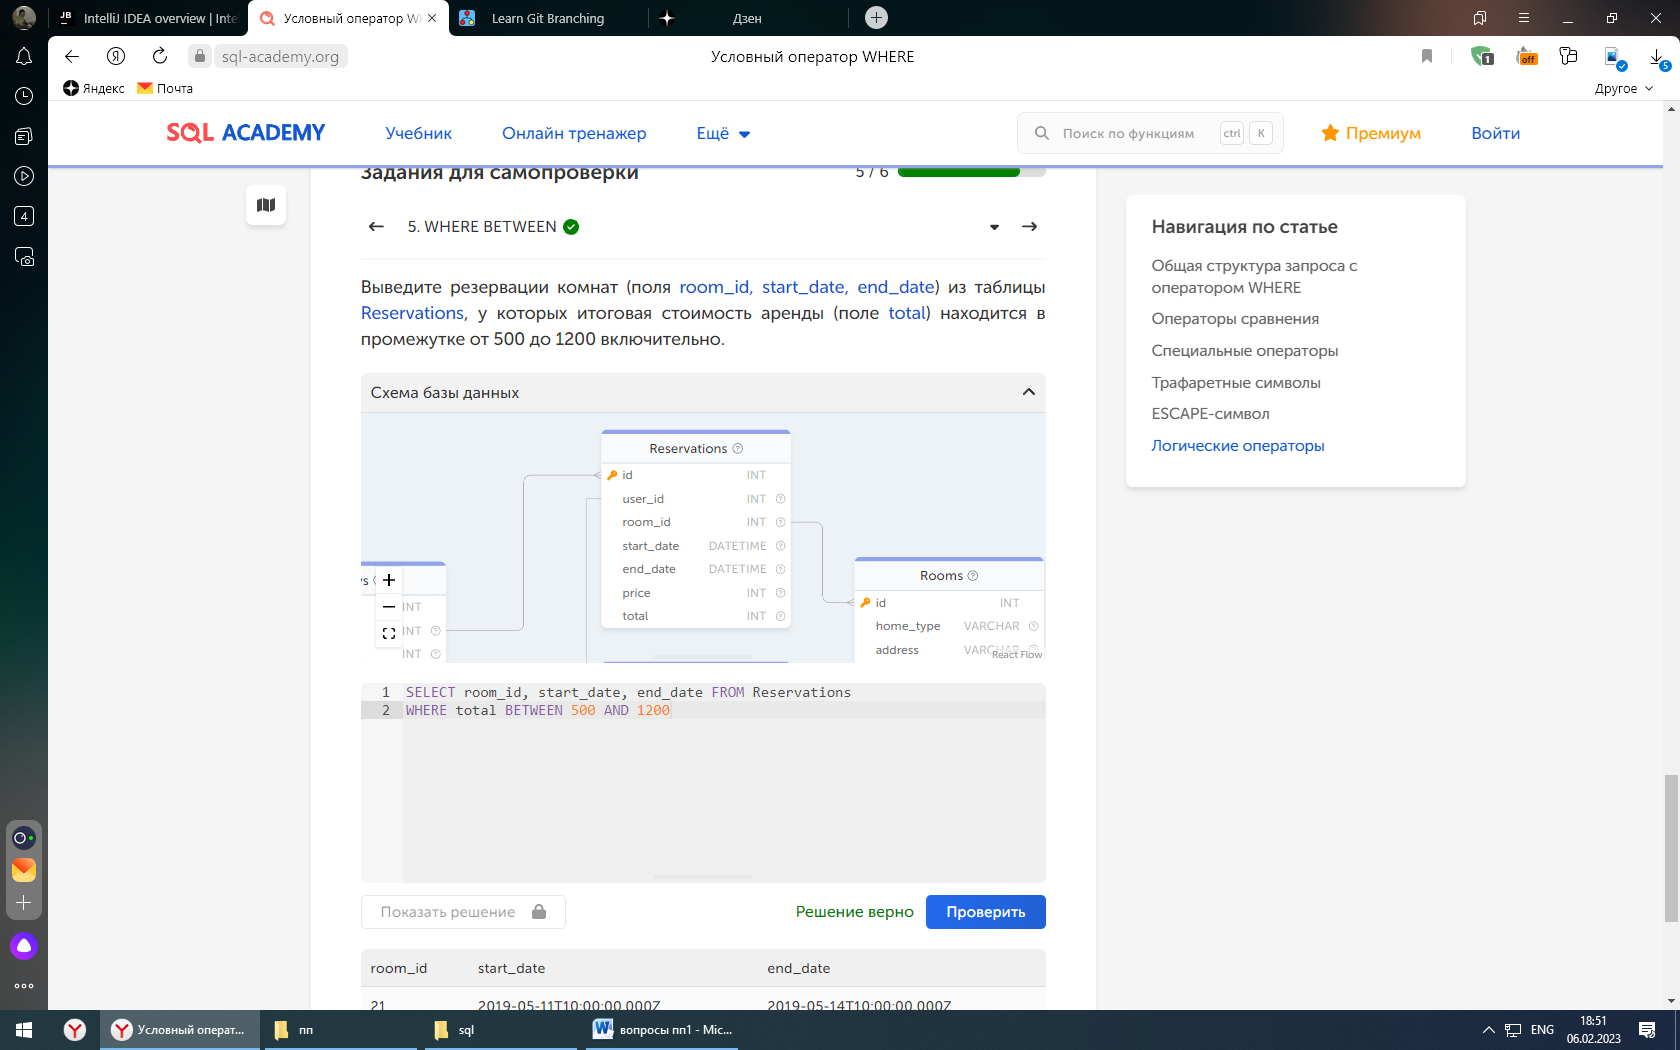 IntelliJ IDEA overview | Inte
Условный оператор W
Learn Git Branching
Дзен
sql-academy.org
Условный оператор WHERE
1
off
5
Яндекс
Почта
Другое
SQL ACADEMY
Учебник
Онлайн тренажер
Ещё
Поиск по функциям
ctrl
K
Премиум
Войти
4
Задания для самопроверки
5 / 6
5. WHERE BETWEEN
Выведите резервации комнат (поля room_id, start_date, end_date) из таблицы
Reservations, у которых итоговая стоимость аренды (поле total) находится в
промежутке от 500 до 1200 включительно.
Схема базы данных
Reservations
id INT
user_id INT
room_id INT
start_date DATETIME
end_date DATETIME
price INT
total INT
Rooms
id INT
home_type VARCHAR
address VARCHAR
React Flow
INT
INT
INT
1 SELECT room_id, start_date, end_date FROM Reservations
2 WHERE total BETWEEN 500 AND 1200
Показать решение
Решение верно
Проверить
room_id start_date end_date
21 2019-05-11T10:00:00.000Z 2019-05-14T10:00:00.000Z
Навигация по статье
Общая структура запроса с
оператором WHERE
Операторы сравнения
Специальные операторы
Трафаретные символы
ESCAPE-символ
Логические операторы
Условный операт...
пп
sql
вопросы пп1 - Mic...
ENG
18:51
06.02.2023